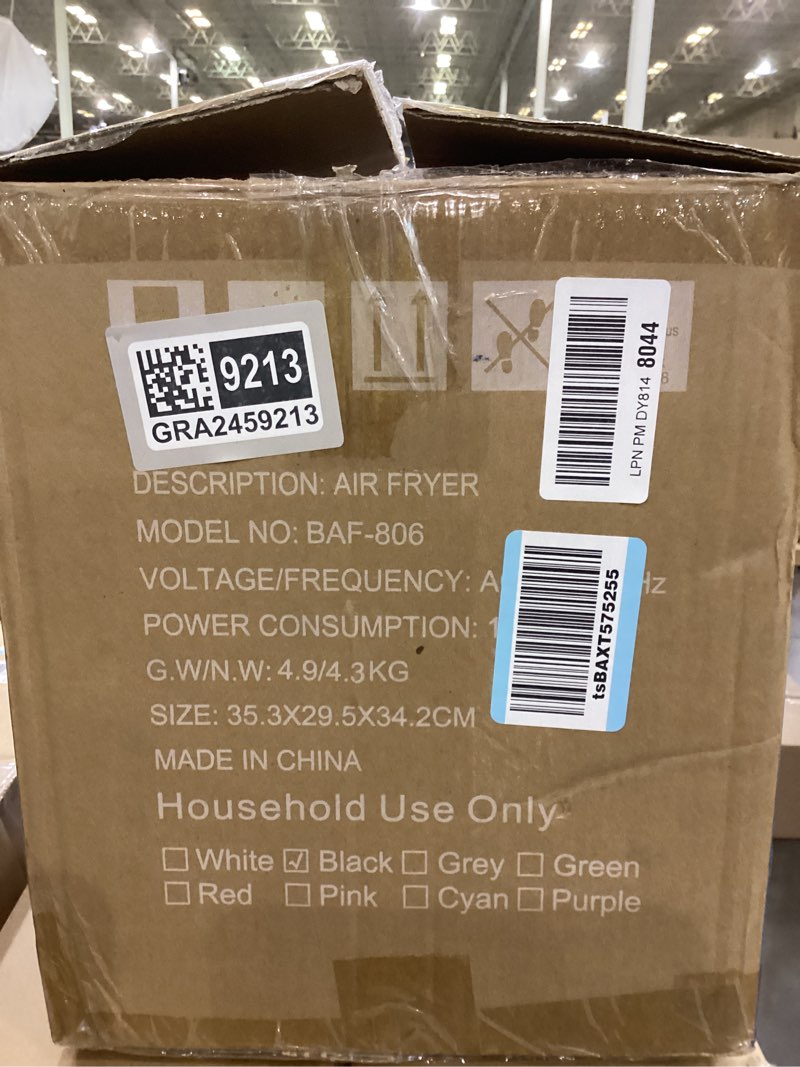 9213
GRA2459213
LPN PM DY814 8044
DESCRIPTION: AIR FRYER
MODEL NO: BAF-806
VOLTAGE/FREQUENCY: A Hz
POWER CONSUMPTION: 1
tsBAXT575255
G.W/N.W: 4.9/4.3KG
SIZE: 35.3X29.5X34.2CM
MADE IN CHINA
Household Use Only
White Black Grey Green
Red Pink Cyan Purple